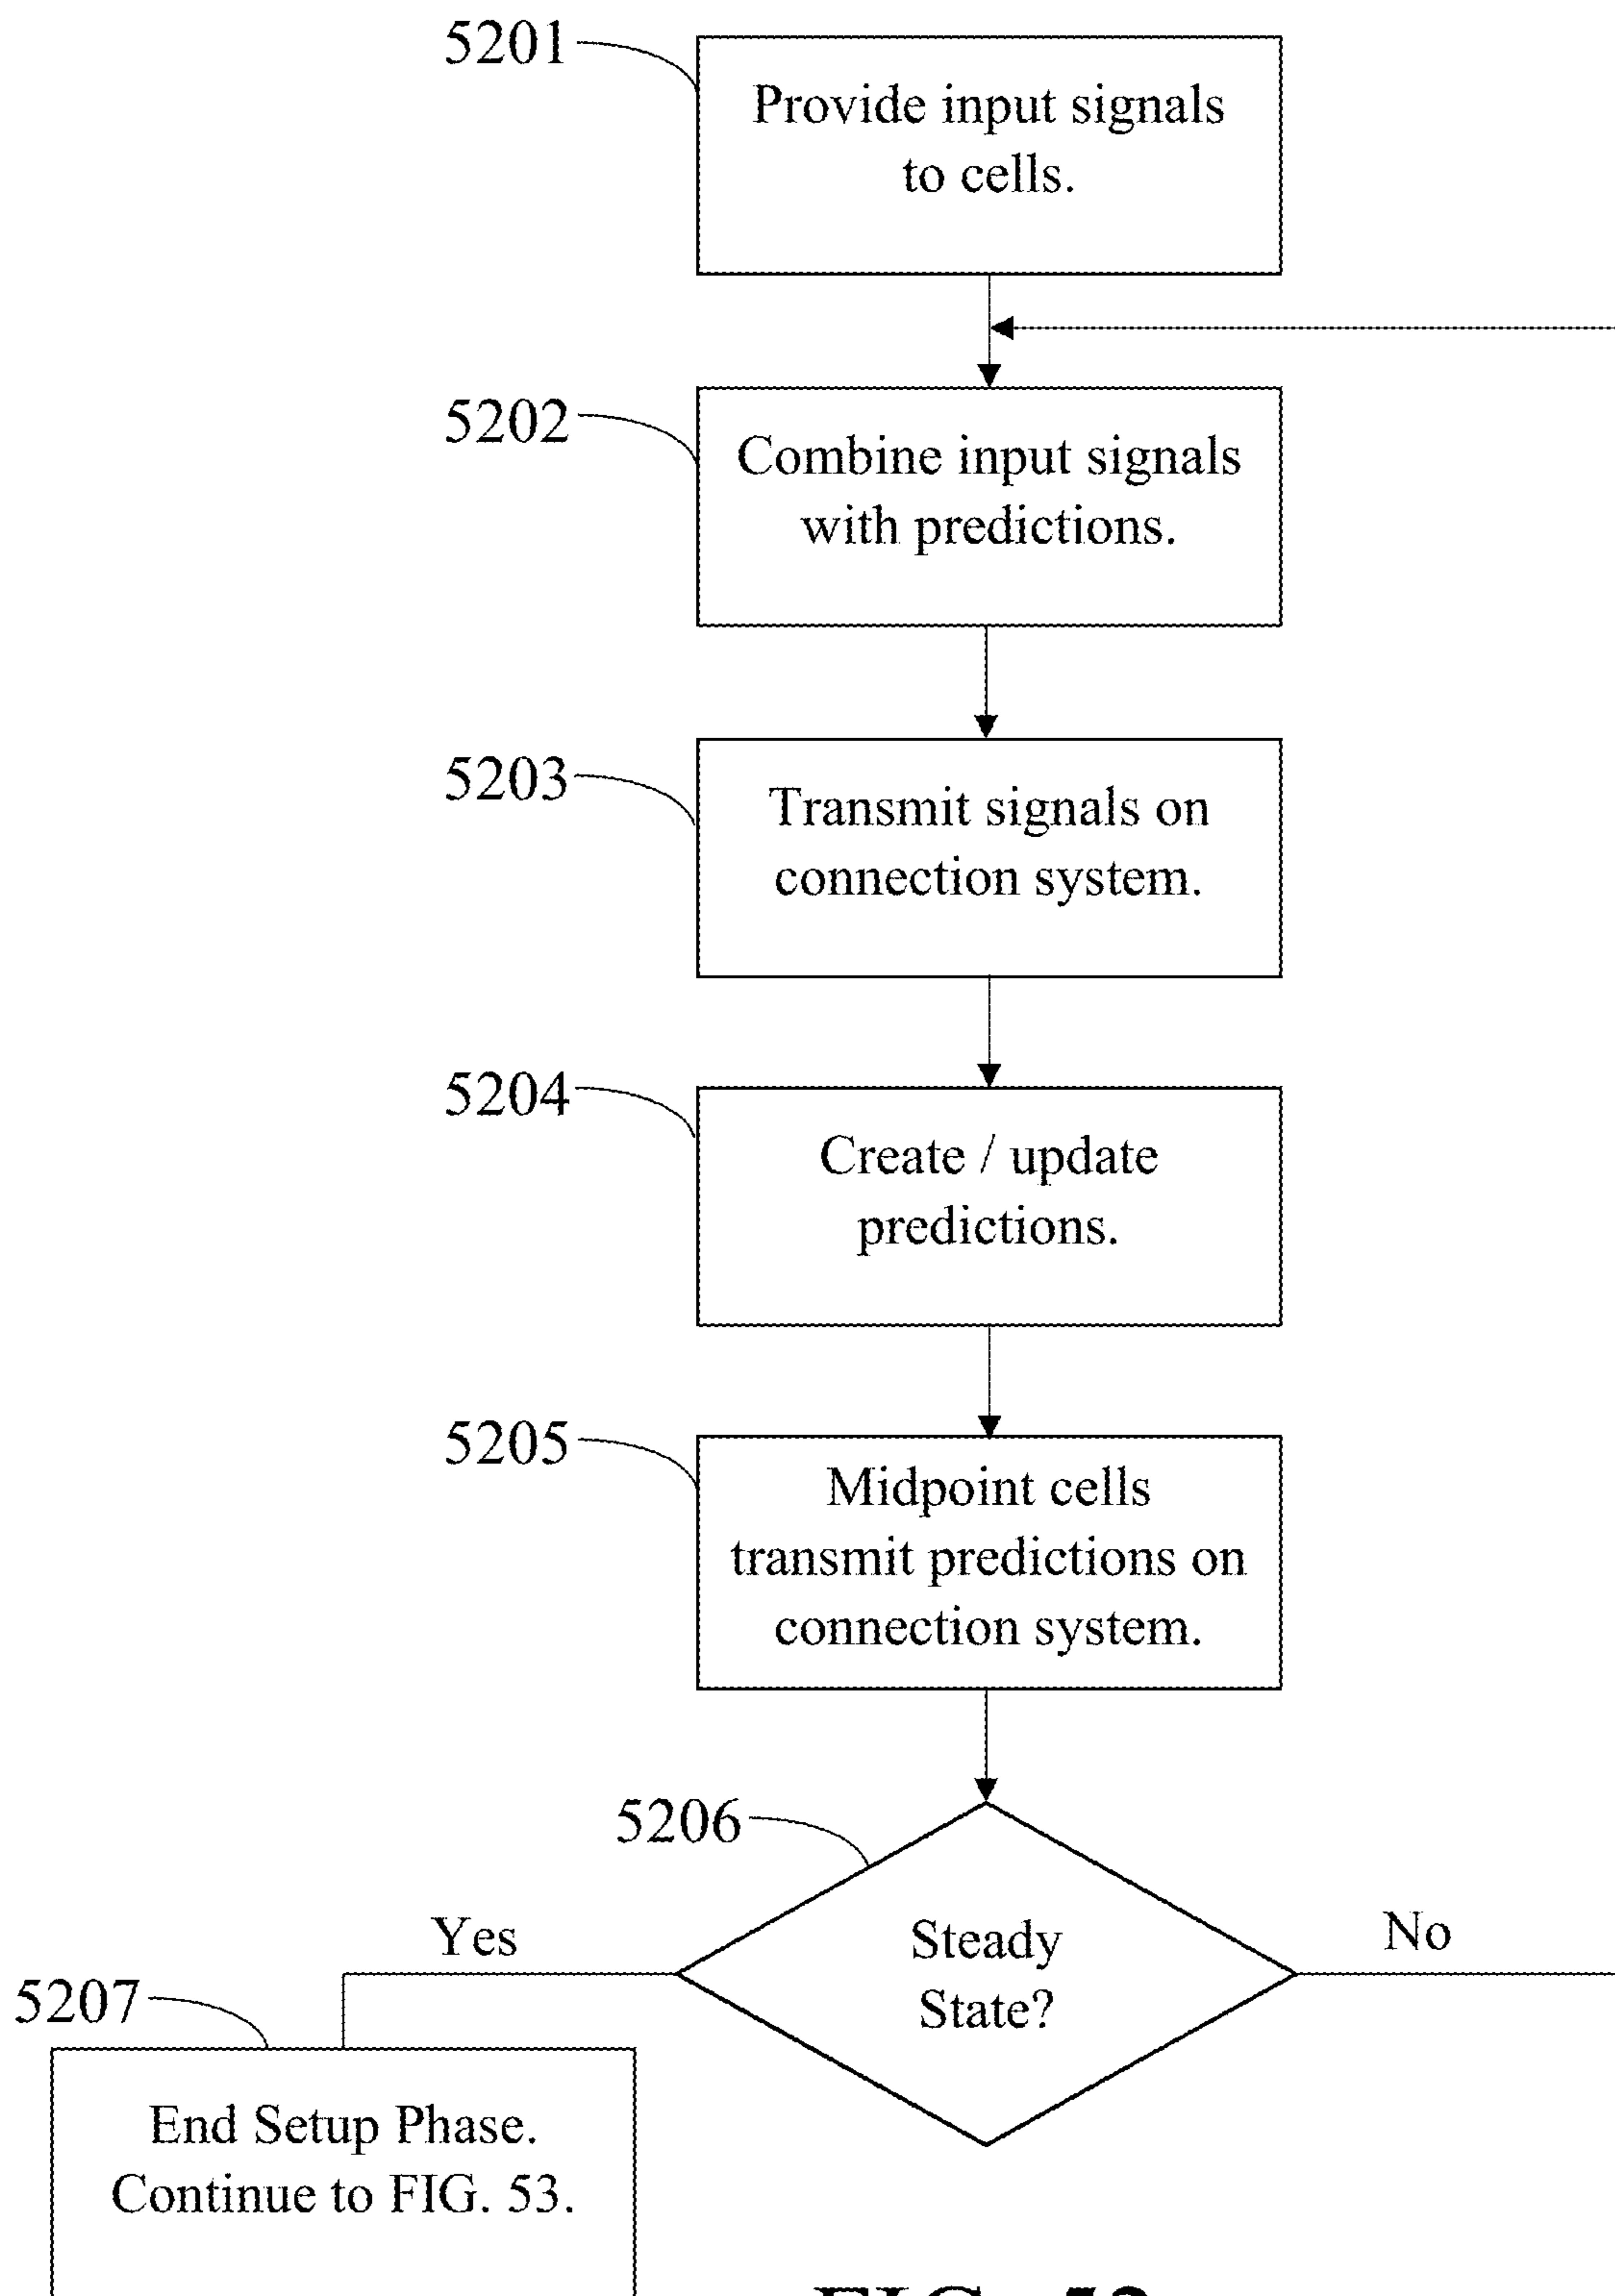 5201
Provide input signals
to cells.
5202
Combine input signals
with predictions.
5203
Transmit signals on
connection system.
5204
Create / update
predictions.
5205
Midpoint cells
transmit predictions on
connection system.
5206
Steady
State?
Yes
No
5207
End Setup Phase.
Continue to FIG. 53.